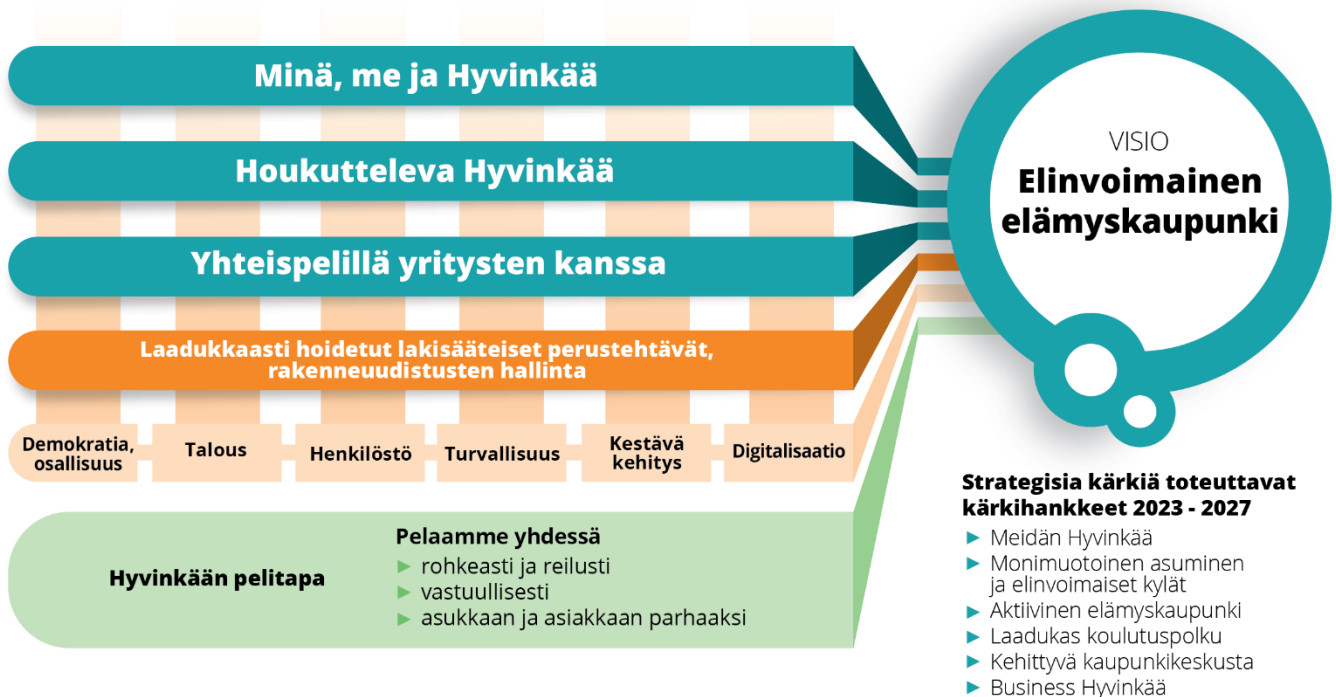 Minä, me ja Hyvinkää
Houkutteleva Hyvinkää
Yhteispelillä yritysten kanssa
Laadukkaasti hoidetut lakisääteiset perustehtävät,
rakenneuudistusten hallinta
Demokratia,
osallisuus
Talous
Henkilöstö
Turvallisuus
Kestävä
kehitys
Digitalisaatio
Hyvinkään pelitapa
Pelaamme yhdessä
► rohkeasti ja reilusti
► vastuullisesti
► asukkaan ja asiakkaan parhaaksi
VISIO
Elinvoimainen
elämyskaupunki
Strategisia kärkiä toteuttavat
kärkihankkeet 2023 - 2027
► Meidän Hyvinkää
► Monimuotoinen asuminen
ja elinvoimaiset kylät
► Aktiivinen elämyskaupunki
► Laadukas koulutuspolku
► Kehittyvä kaupunkikeskusta
► Business Hyvinkää